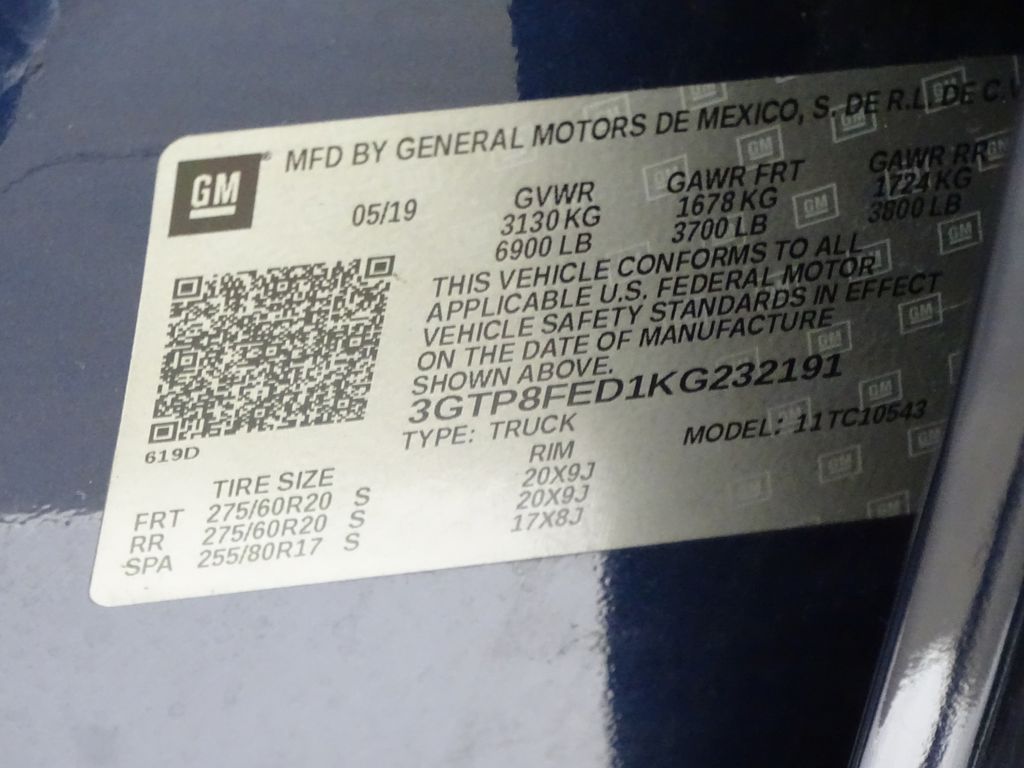 GM
MFD BY GENERAL MOTORS DE MEXICO, S. DE R.L. DE C.V
05/19 GVWR GAWR FRT GAWR RR
3130 KG 1678 KG 1724 KG
6900 LB 3700 LB 3800 LB
THIS VEHICLE CONFORMS TO ALL
APPLICABLE U.S. FEDERAL MOTOR
VEHICLE SAFETY STANDARDS IN EFFECT
ON THE DATE OF MANUFACTURE
SHOWN ABOVE.
3GTP8FED1KG232191
TYPE: TRUCK MODEL: 11TC10543
619D
TIRE SIZE RIM
FRT 275/60R20 S 20X9J
RR 275/60R20 S 20X9J
SPA 255/80R17 S 17X8J